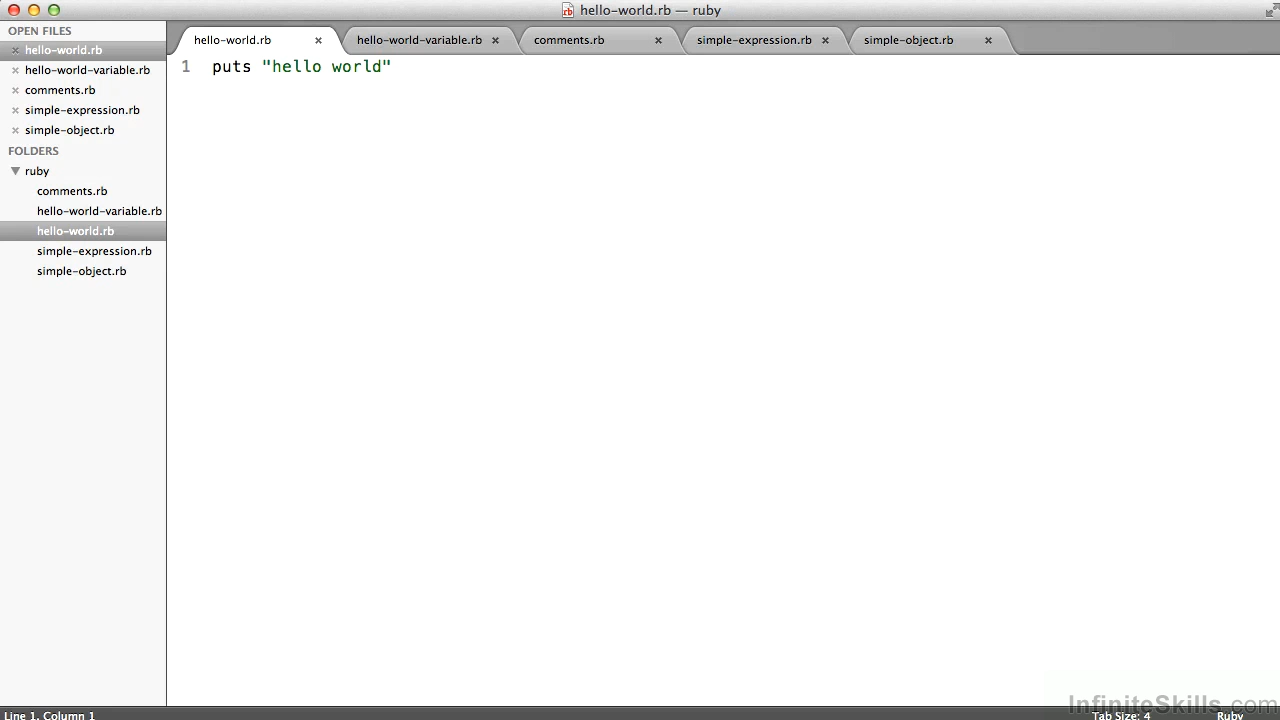 hello-world.rb — ruby
OPEN FILES
hello-world.rb
hello-world-variable.rb
comments.rb
simple-expression.rb
simple-object.rb
FOLDERS
ruby
comments.rb
hello-world-variable.rb
hello-world.rb
simple-expression.rb
simple-object.rb
hello-world.rb hello-world-variable.rb comments.rb simple-expression.rb simple-object.rb
1 puts "hello world"
InfiniteSkills.com
Line 1, Column 1 Tab Size: 4 Ruby